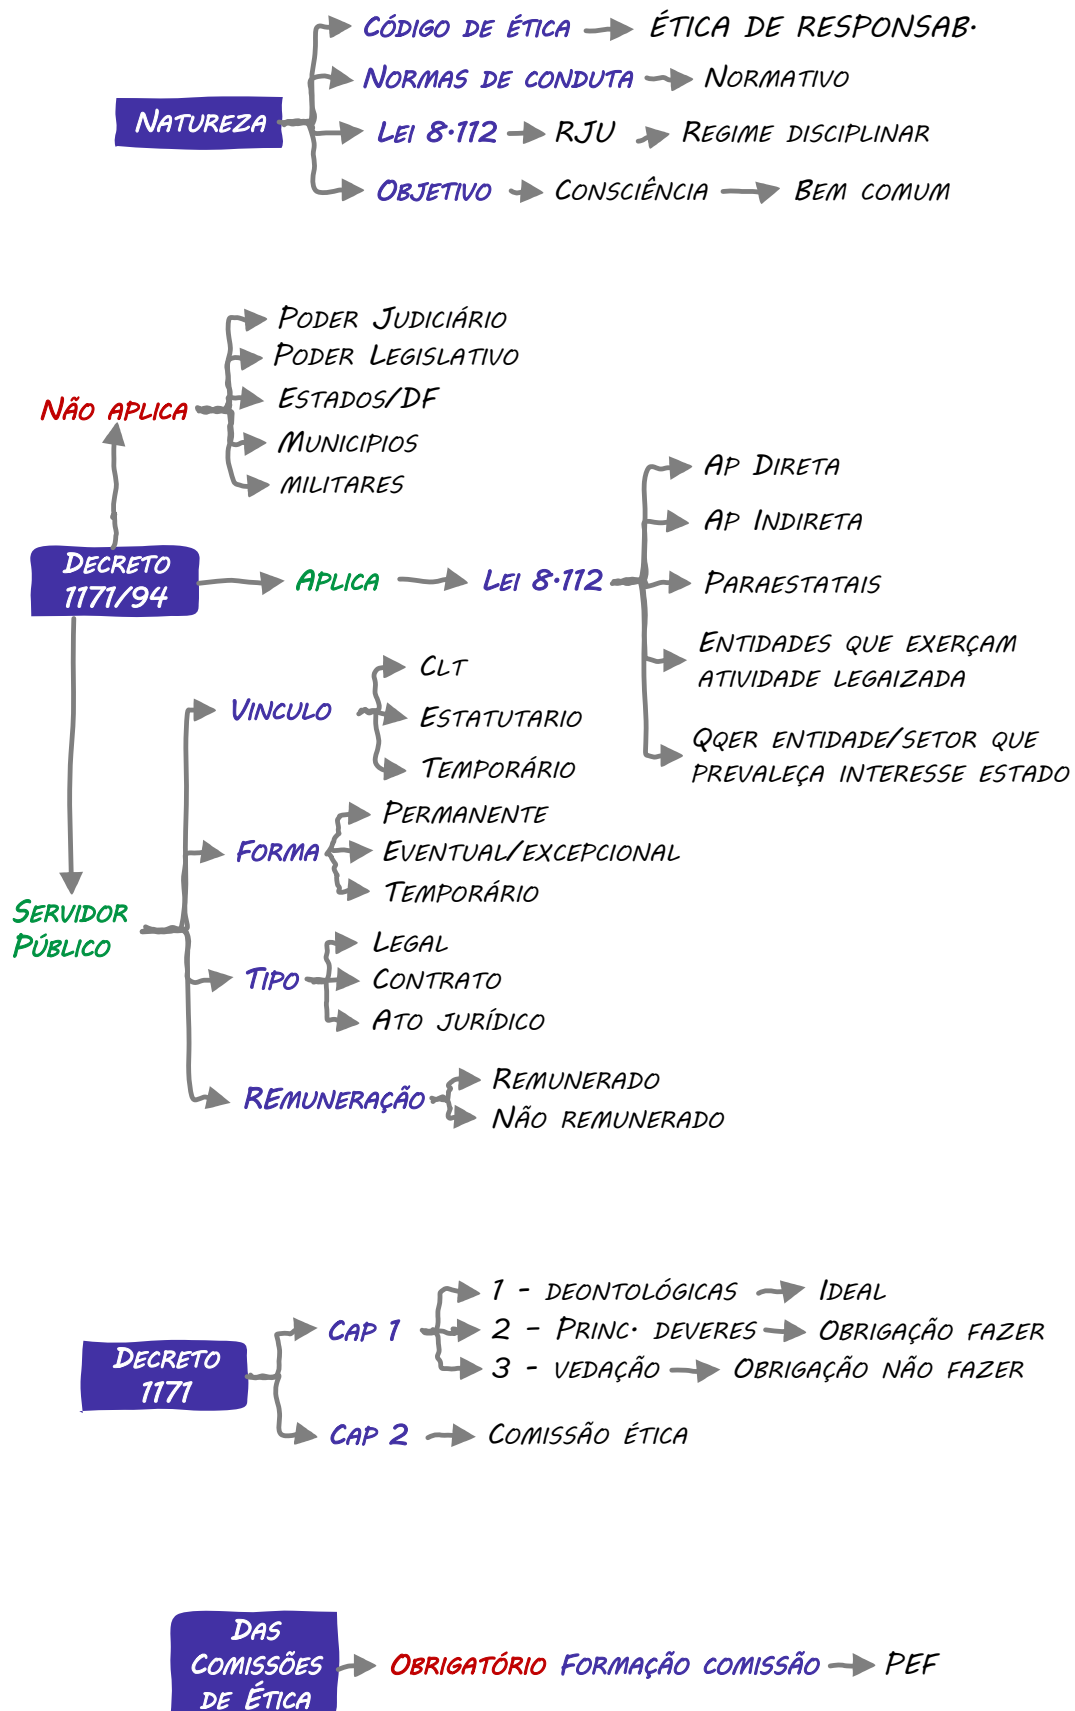 Código de ética
Ética de responsab.
Normas de conduta
Normativo
Natureza
Lei 8.112
RJU
Regime disciplinar
Objetivo
Consciência
Bem comum
Poder Judiciário
Poder Legislativo
Não aplica
Estados/DF
Municipios
militares
Decreto
1171/94
Aplica
Lei 8.112
Ap Direta
Ap Indireta
Paraestatais
Entidades que exerçam
atividade legaizada
Qqer entidade/setor que
prevaleça interesse estado
Vinculo
Clt
Estatutario
Temporário
Forma
Permanente
Eventual/excepcional
Temporário
Servidor
Público
Tipo
Legal
Contrato
Ato jurídico
REmuneração
Remunerado
Não remunerado
Decreto
1171
Cap 1
1 - deontológicas
Ideal
2 - Princ. deveres
Obrigação fazer
3 - vedação
Obrigação não fazer
Cap 2
Comissão ética
Das
Comissões
de Ética
Obrigatório Formação comissão
PEF